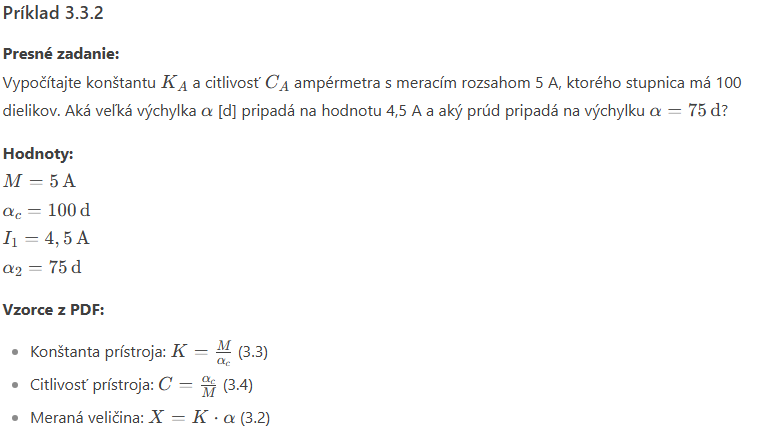 Príklad 3.3.2
Presné zadanie:
Vypočítajte konštantu K_A a citlivosť C_A ampérmetra s meracím rozsahom 5 A, ktorého stupnica má 100
dielikov. Aká veľká výchylka α [d] pripadá na hodnotu 4,5 A a aký prúd pripadá na výchylku α = 75 d?
Hodnoty:
M = 5 A
α_c = 100 d
I_1 = 4,5 A
α_2 = 75 d
Vzorce z PDF:
• Konštanta prístroja: K = M/α_c (3.3)
• Citlivosť prístroja: C = α_c/M (3.4)
• Meraná veličina: X = K · α (3.2)